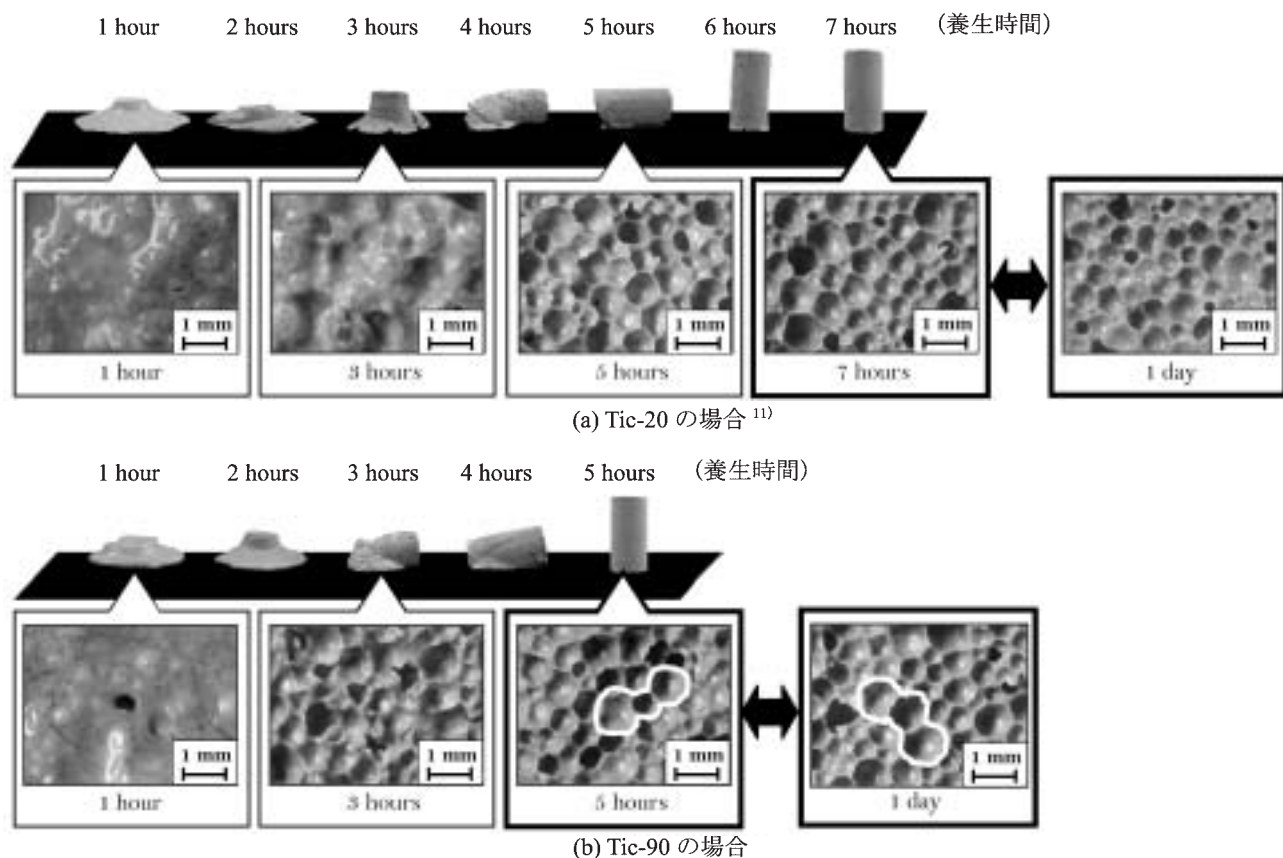 1 hour 2 hours 3 hours 4 hours 5 hours 6 hours 7 hours (養生時間)
1 mm 1 mm 1 mm 1 mm 1 mm
1 hour 3 hours 5 hours 7 hours 1 day
(a) Tic-20 の場合 11)
1 hour 2 hours 3 hours 4 hours 5 hours (養生時間)
1 mm 1 mm 1 mm 1 mm
1 hour 3 hours 5 hours 1 day
(b) Tic-90 の場合